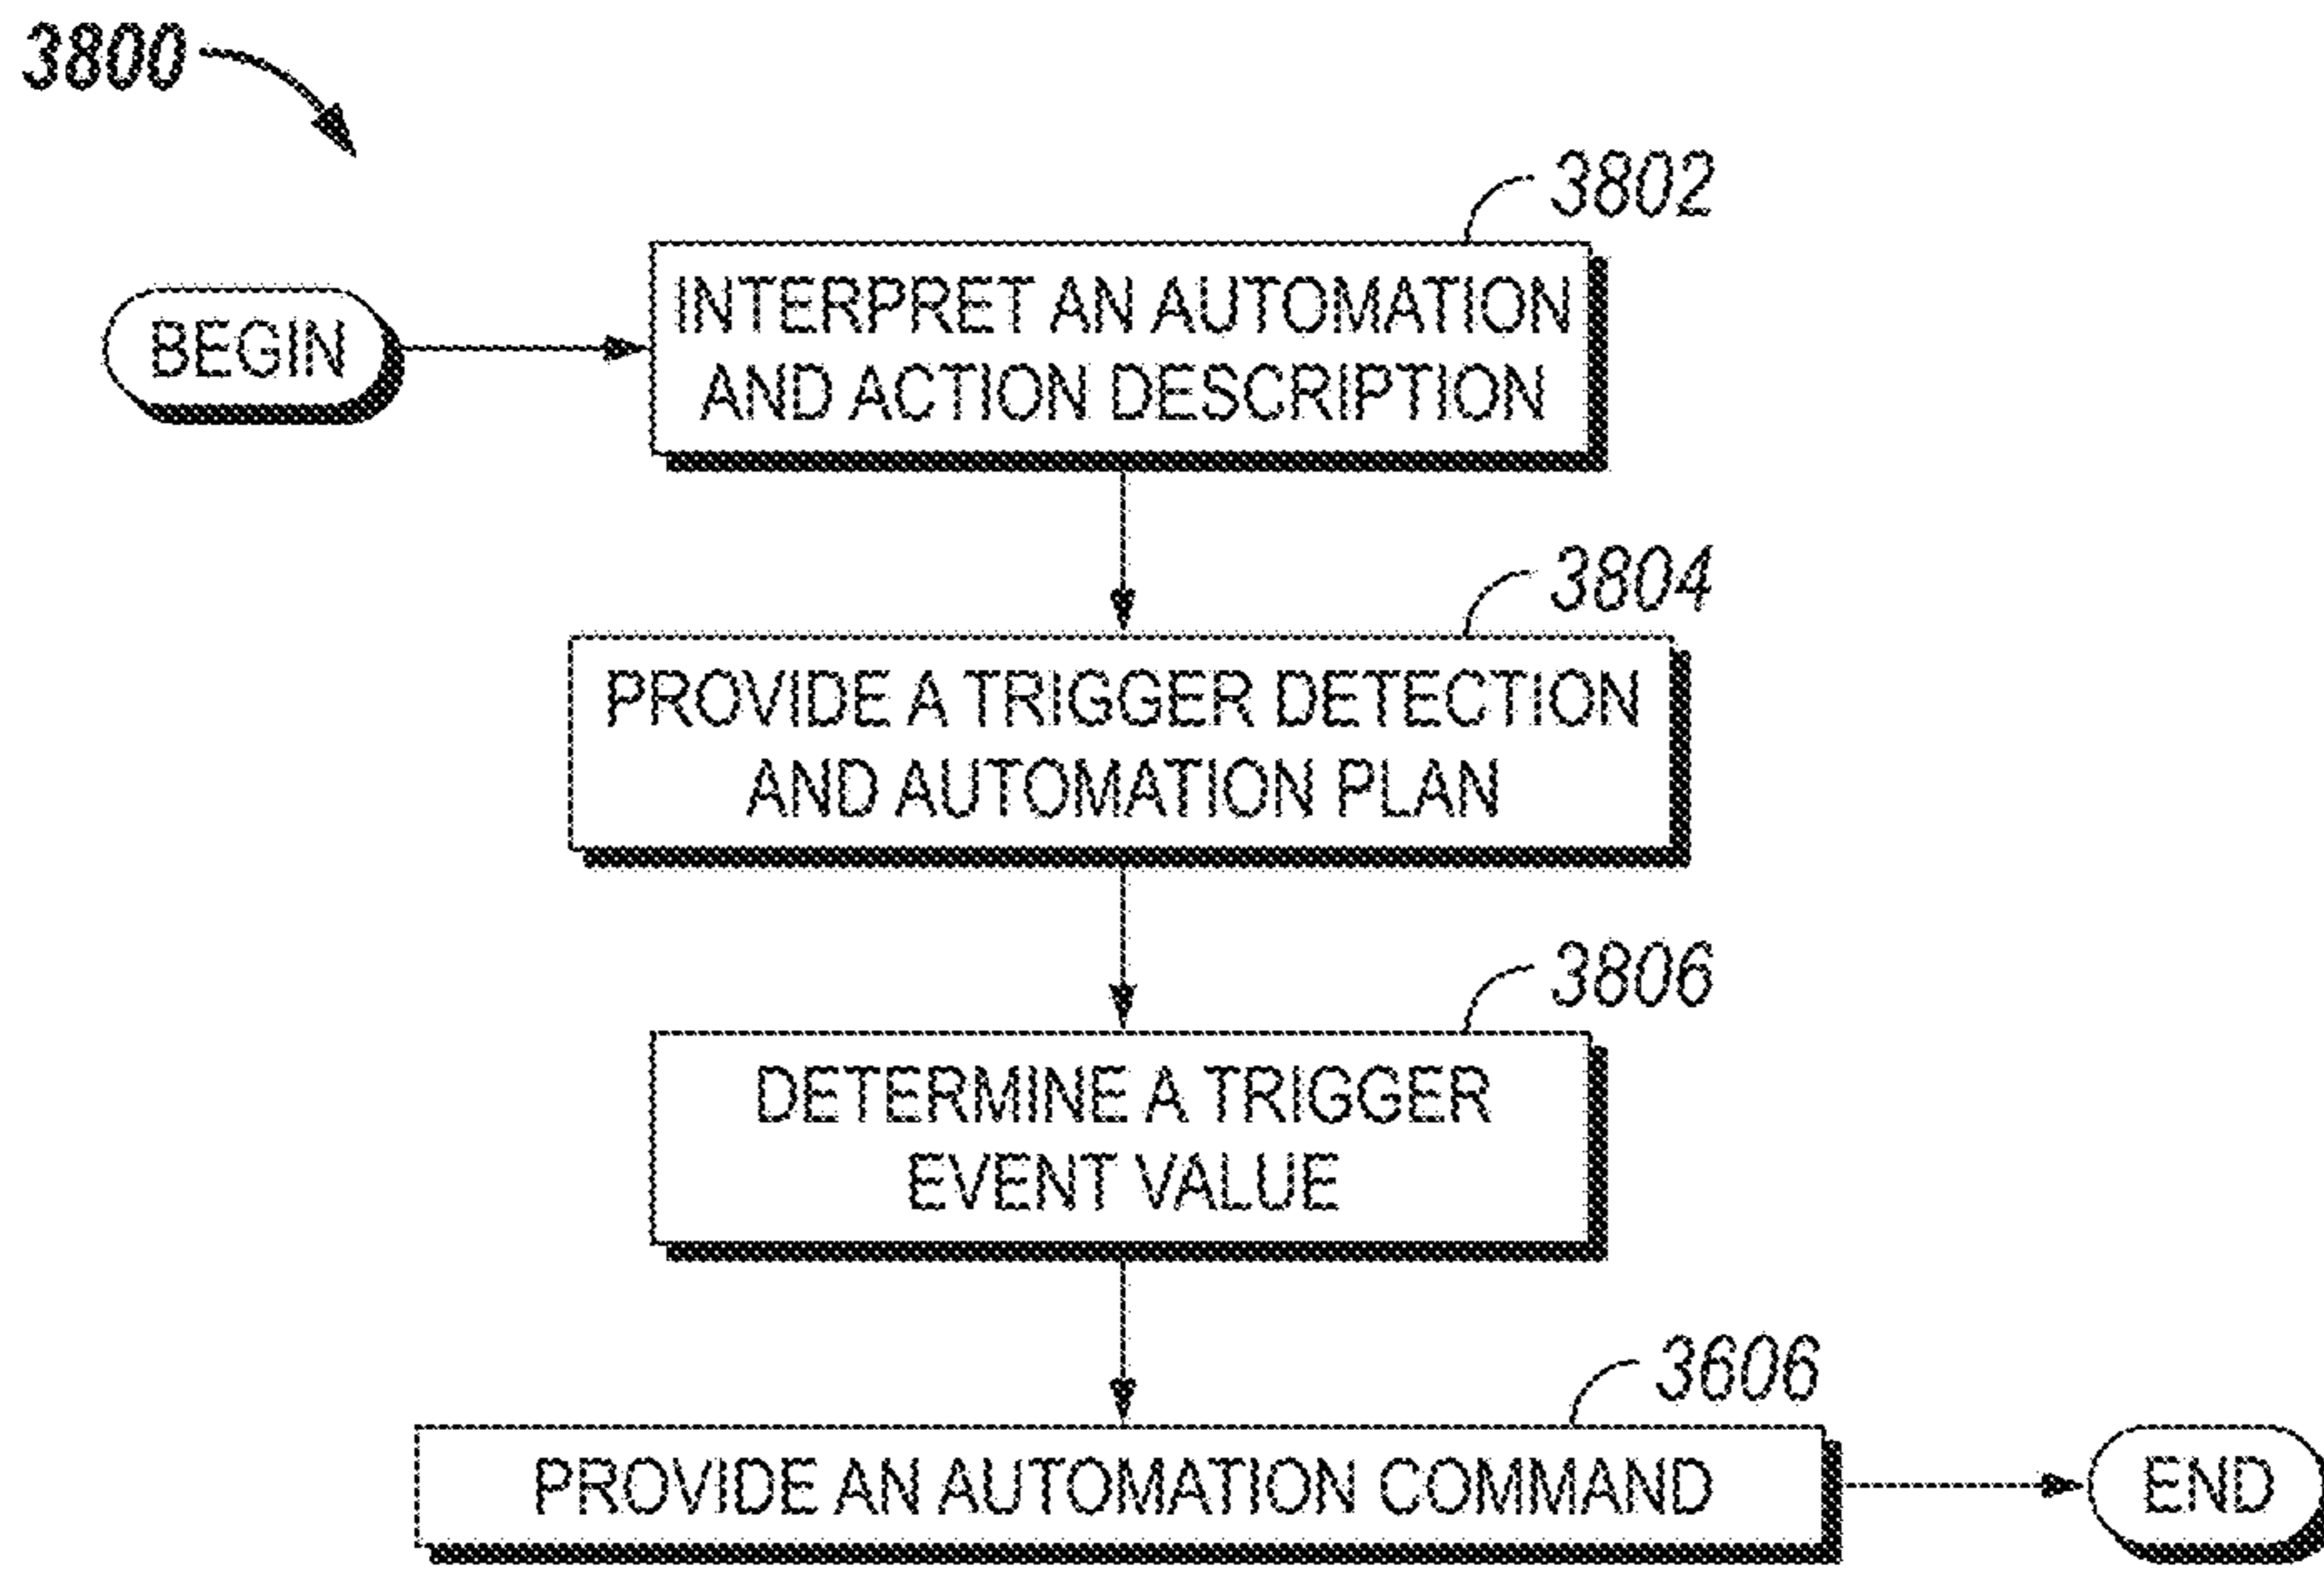 3800
3802
BEGIN
INTERPRET AN AUTOMATION
AND ACTION DESCRIPTION
3804
PROVIDE A TRIGGER DETECTION
AND AUTOMATION PLAN
3806
DETERMINE A TRIGGER
EVENT VALUE
3606
PROVIDE AN AUTOMATION COMMAND
END